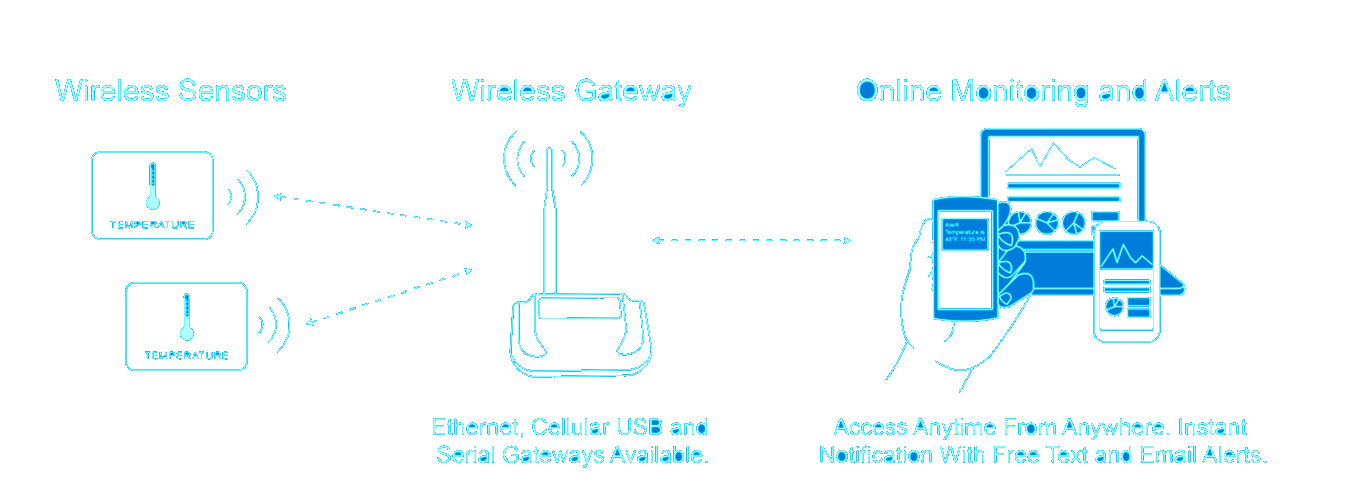 Wireless Sensors
Wireless Gateway
Online Monitoring and Alerts
TEMPERATURE
TEMPERATURE
Alert!
Temperature is
48°F. 11:35 PM
Ethernet, Cellular USB and
Serial Gateways Available.
Access Anytime From Anywhere. Instant
Notification With Free Text and Email Alerts.